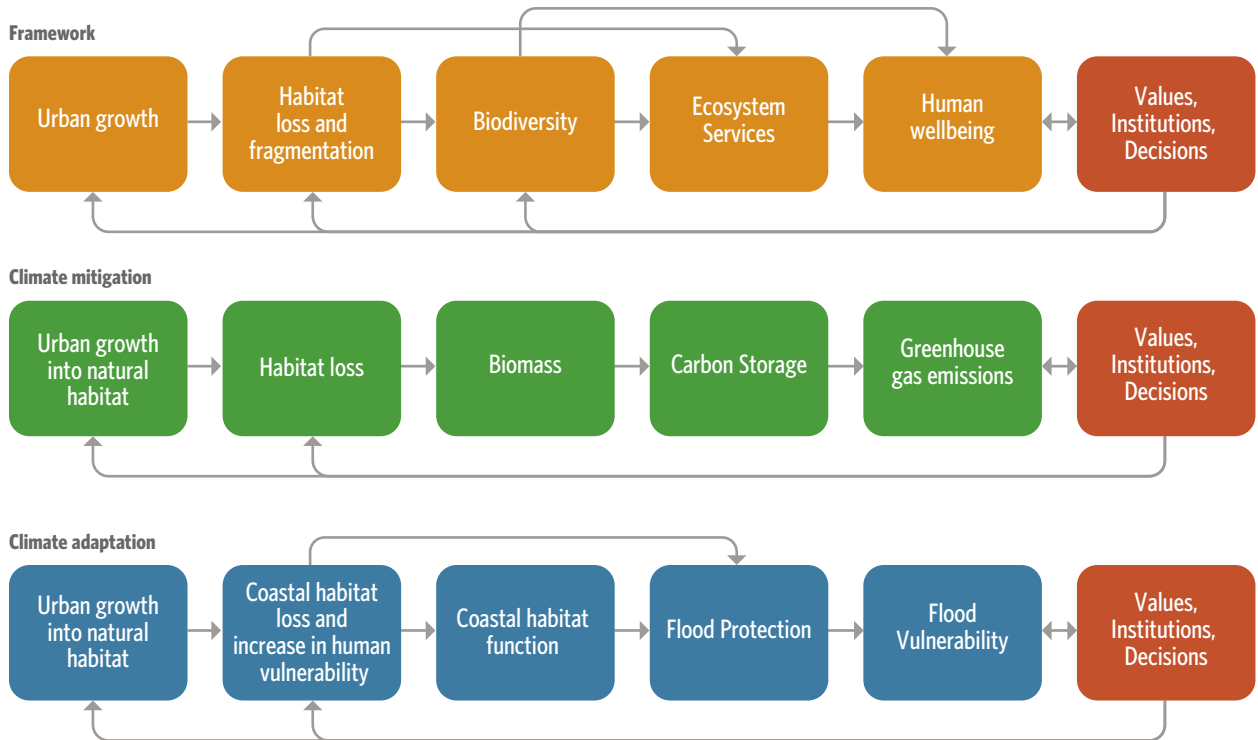 Framework
Urban growth
Habitat
loss and
fragmentation
Biodiversity
Ecosystem
Services
Human
wellbeing
Values,
Institutions,
Decisions
Climate mitigation
Urban growth
into natural
habitat
Habitat loss
Biomass
Carbon Storage
Greenhouse
gas emissions
Values,
Institutions,
Decisions
Climate adaptation
Urban growth
into natural
habitat
Coastal habitat
loss and
increase in human
vulnerability
Coastal habitat
function
Flood Protection
Flood
Vulnerability
Values,
Institutions,
Decisions